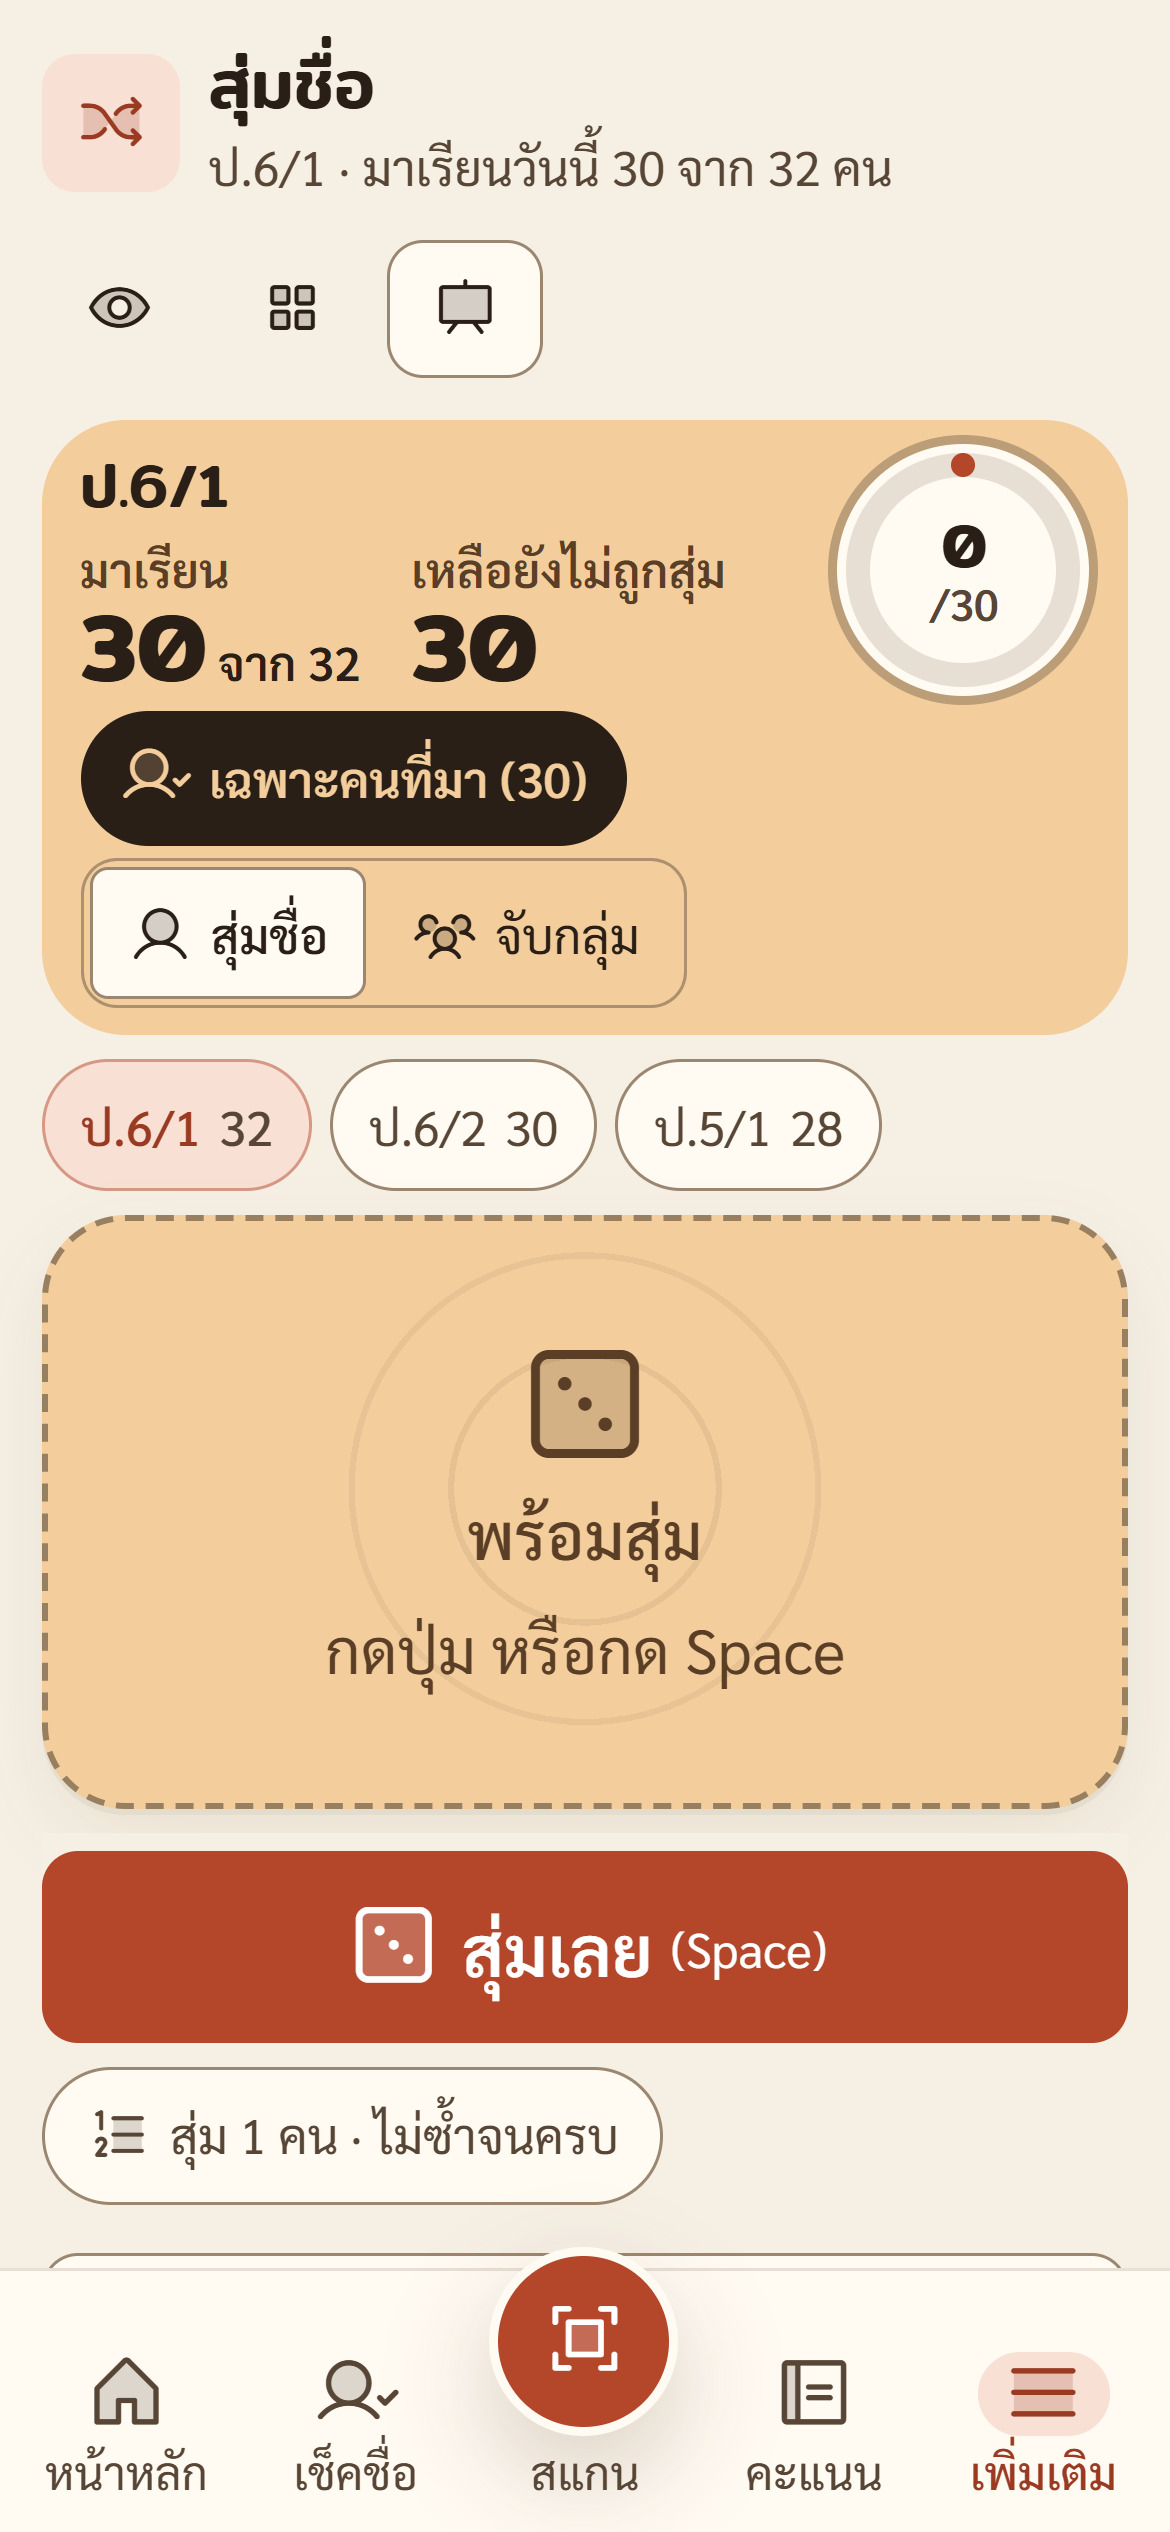 สุ่มชื่อ
ป.6/1 · มาเรียนวันนี้ 30 จาก 32 คน
ป.6/1
มาเรียน เหลือยังไม่ถูกสุ่ม
30 จาก 32 30
0
/30
เฉพาะคนที่มา (30)
สุ่มชื่อ จับกลุ่ม
ป.6/1 32 ป.6/2 30 ป.5/1 28
พร้อมสุ่ม
กดปุ่ม หรือกด Space
สุ่มเลย (Space)
สุ่ม 1 คน · ไม่ซ้ำจนครบ
หน้าหลัก เช็คชื่อ สแกน คะแนน เพิ่มเติม